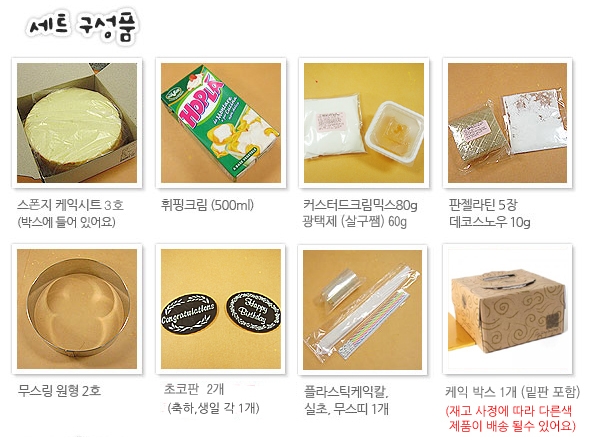 세트 구성품
HOPLÀ
스폰지 케익시트 3호
(박스에 들어 있어요)
휘핑크림 (500ml)
커스터드크림믹스80g
광택제 (살구쨈) 60g
판젤라틴 5장
데코스노우 10g
Congratulations
Happy
Birthday
무스링 원형 2호
초코판 2개
(축하,생일 각 1개)
플라스틱케익칼,
실초, 무스띠 1개
케익 박스 1개 (밑판 포함)
(재고 사정에 따라 다른색
제품이 배송 될수 있어요)